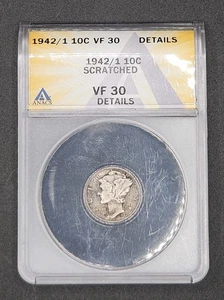 1942/1 10C VF 30 DETAILS
1942/1 10C
SCRATCHED
VF 30
DETAILS
ANACS